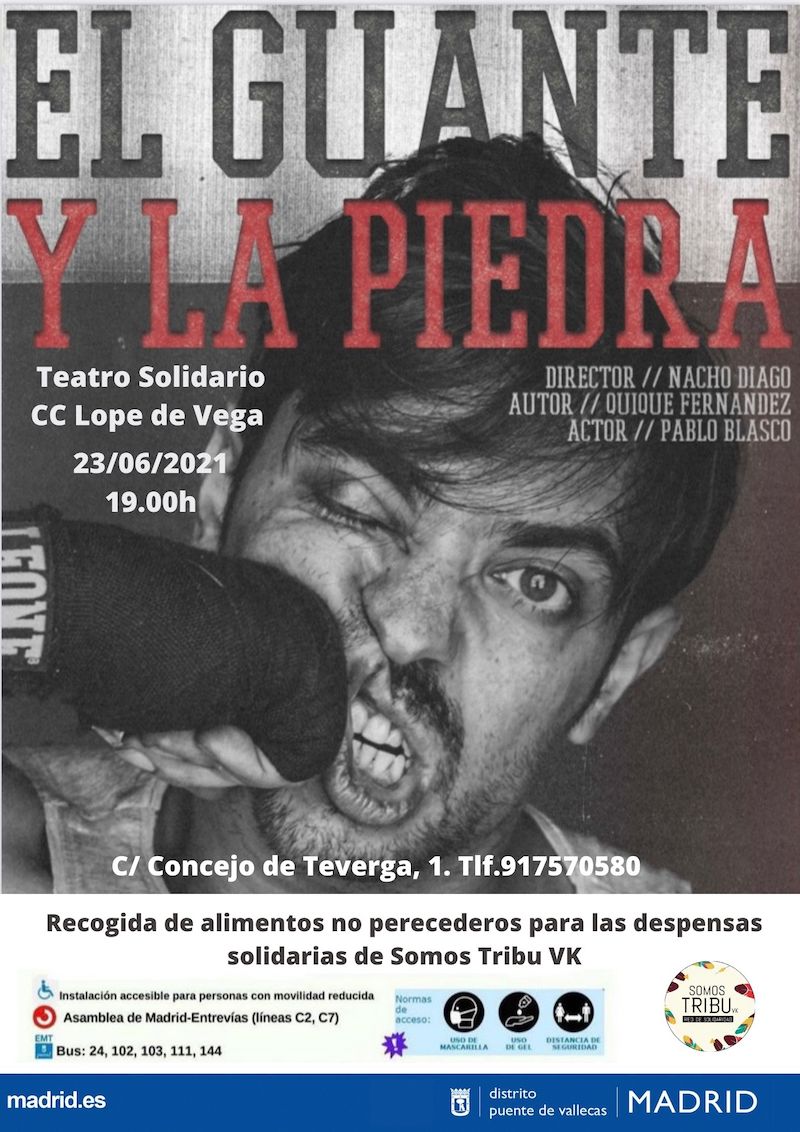 EL GUANTE
Y LA PIEDRA
Teatro Solidario
CC Lope de Vega
23/06/2021
19.00h
DIRECTOR // NACHO DIAGO
AUTOR // QUIQUE FERNANDEZ
ACTOR // PABLO BLASCO
LEONE
C/ Concejo de Teverga, 1. Tlf.917570580
Recogida de alimentos no perecederos para las despensas
solidarias de Somos Tribu VK
Instalación accesible para personas con movilidad reducida
Asamblea de Madrid-Entrevías (líneas C2, C7)
EMT
Bus: 24, 102, 103, 111, 144
Normas
de
acceso:
USO DE
MASCARILLA
USO
DE GEL
DISTANCIA DE
SEGURIDAD
SOMOS
TRIBU VK
RED DE SOLIDARIDAD
madrid.es
distrito
puente de vallecas
MADRID